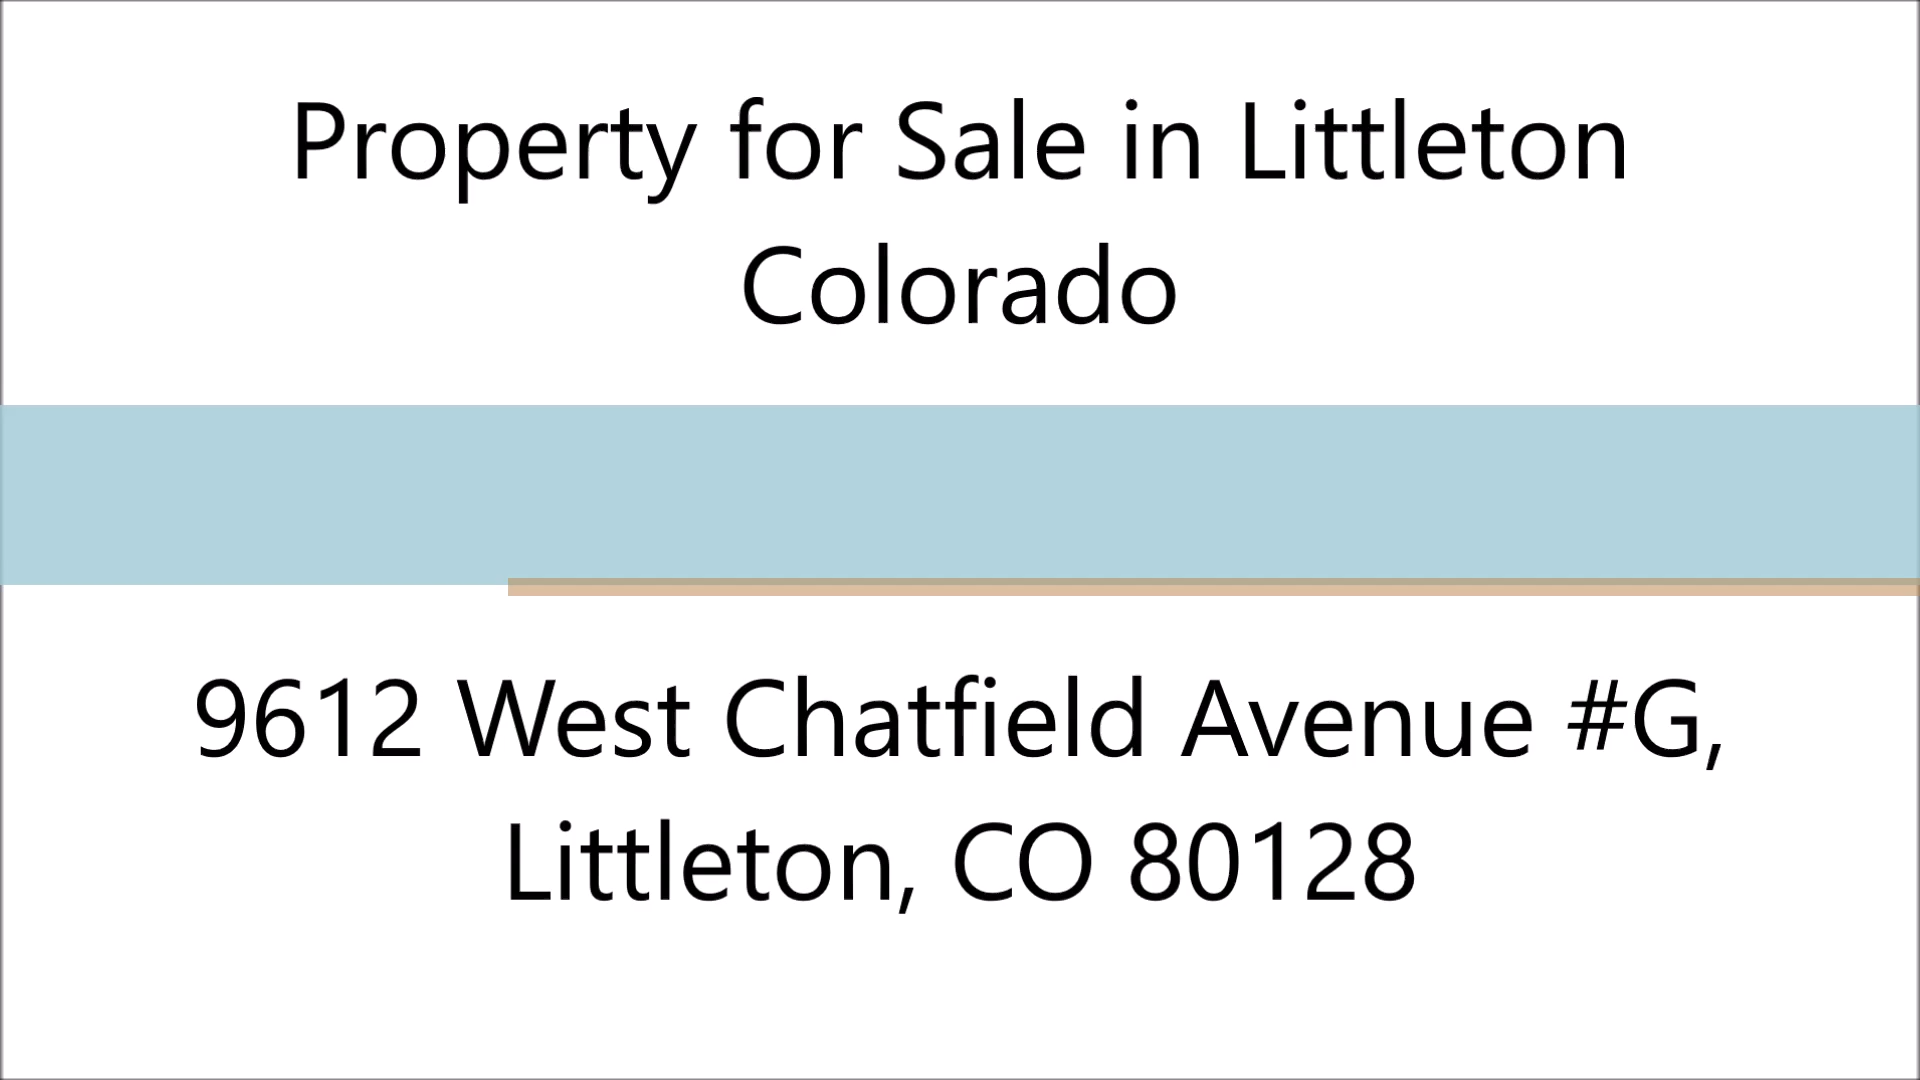 Property for Sale in Littleton
Colorado
9612 West Chatfield Avenue #G,
Littleton, CO 80128